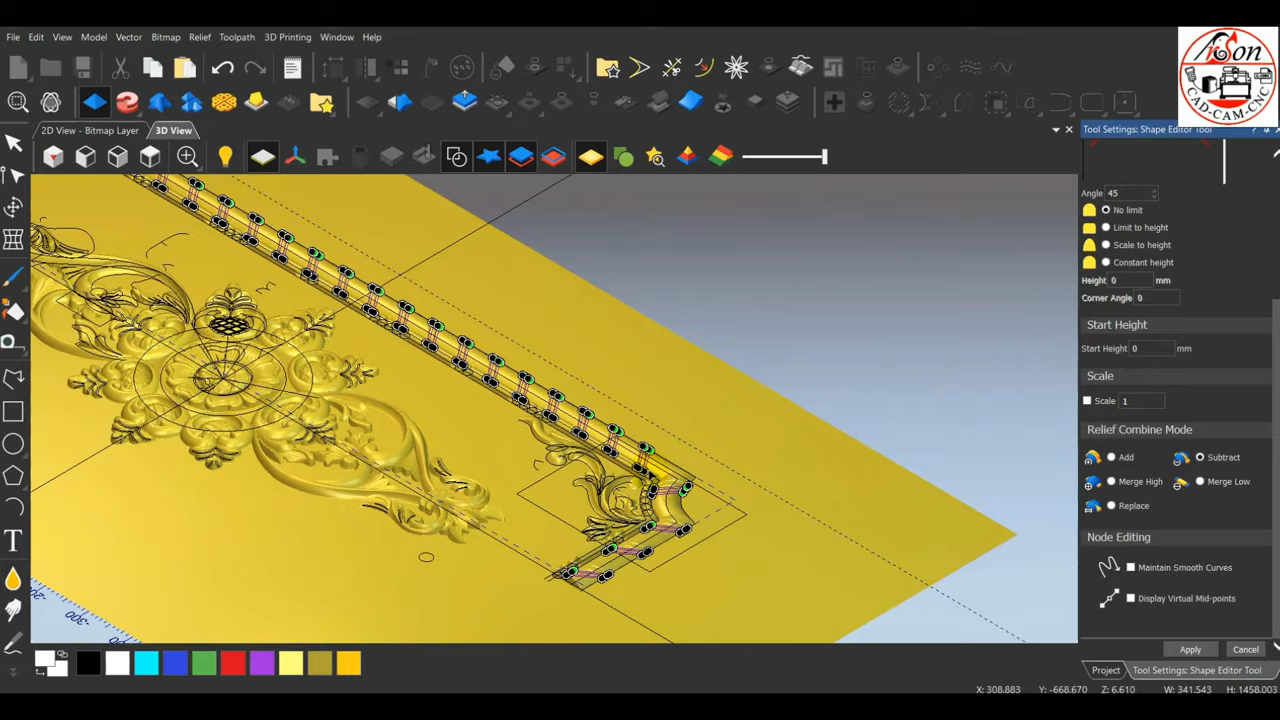 File Edit View Model Vector Bitmap Relief Toolpath 3D Printing Window Help
ArtSon
CAD-CAM-CNC
2D View - Bitmap Layer 3D View
Tool Settings: Shape Editor Tool
Angle 45
No limit
Limit to height
Scale to height
Constant height
Height 0 mm
Corner Angle 0
Start Height
Start Height 0 mm
Scale
Scale 1
Relief Combine Mode
Add Subtract
Merge High Merge Low
Replace
Node Editing
Maintain Smooth Curves
Display Virtual Mid-points
Apply Cancel
-300
Project Tool Settings: Shape Editor Tool
X: 308.883 Y: -668.670 Z: 6.610 W: 341.543 H: 1458.003